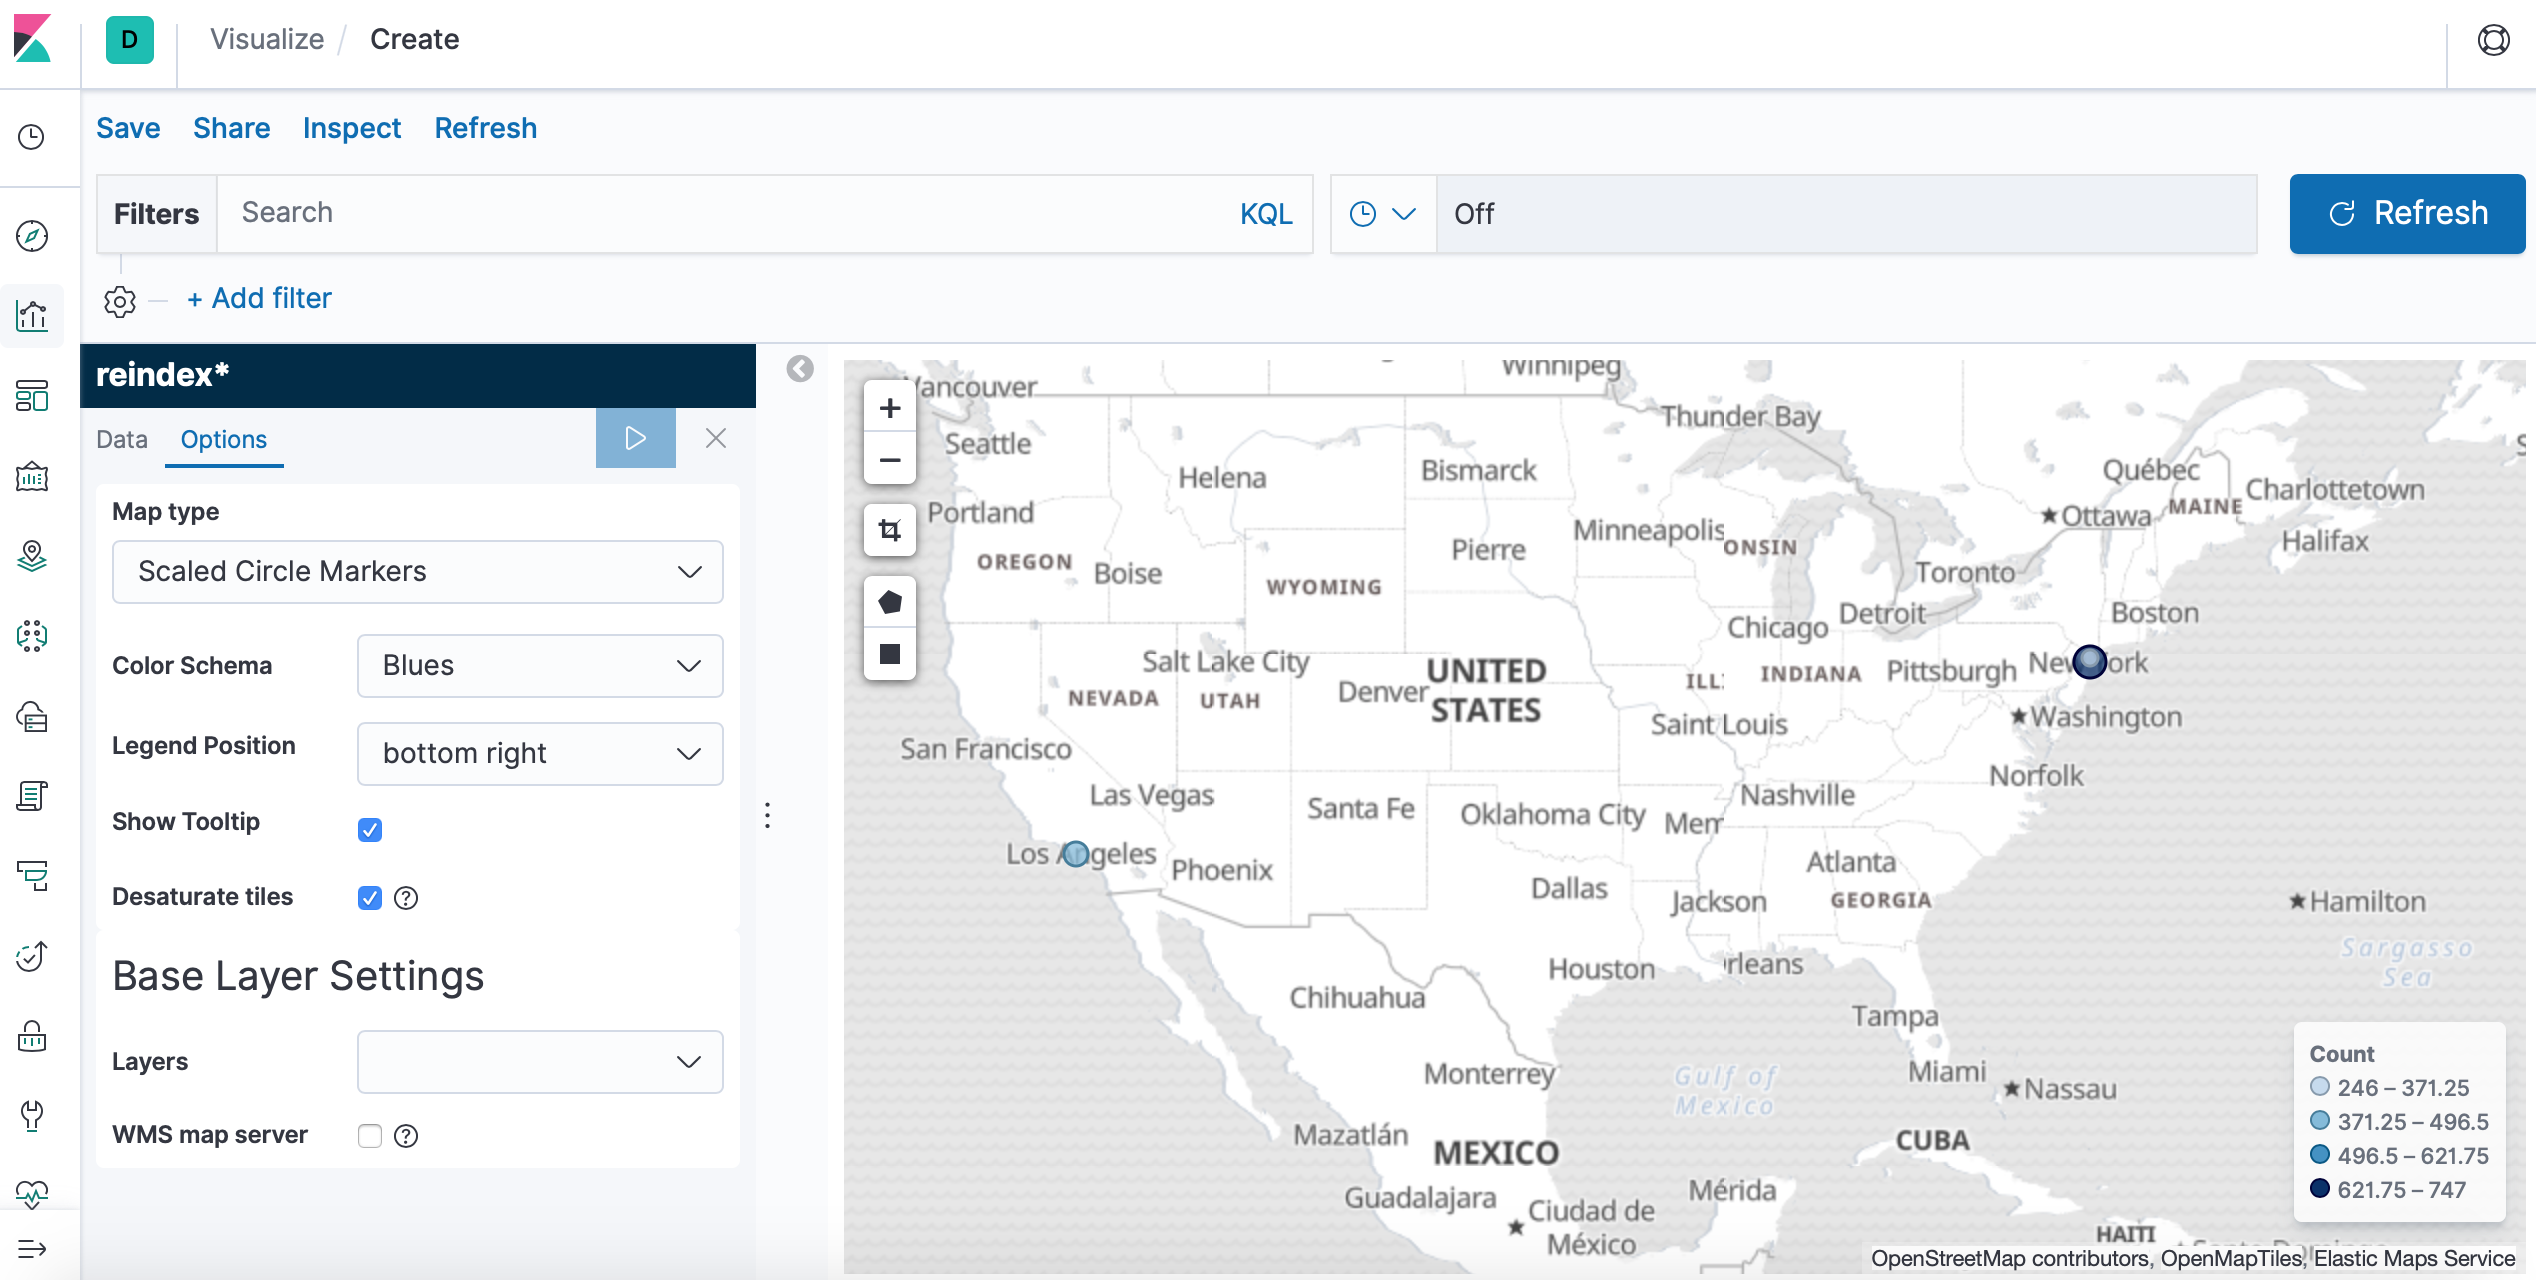 D Visualize / Create
Save Share Inspect Refresh
Filters Search KQL Off Refresh
+ Add filter
reindex*
Data Options
Map type
Scaled Circle Markers
Color Schema Blues
Legend Position bottom right
Show Tooltip
Desaturate tiles
Base Layer Settings
Layers
WMS map server
+
−
Winnipeg
Vancouver
Thunder Bay
Seattle
Québec
Bismarck
Helena
Charlottetown
MAINE
Portland
Ottawa
Minneapolis
Halifax
ONSIN
Pierre
OREGON
Boise
Toronto
WYOMING
Boston
Detroit
Chicago
Salt Lake City
UNITED
STATES
New York
Pittsburgh
INDIANA
ILL
Denver
NEVADA
UTAH
Washington
Saint Louis
San Francisco
Norfolk
Las Vegas
Nashville
Santa Fe
Oklahoma City
Mem
Los Angeles
Atlanta
Phoenix
Dallas
GEORGIA
Jackson
Hamilton
Sargasso
Sea
rleans
Houston
Chihuahua
Tampa
Miami
Monterrey
Gulf of
Mexico
Nassau
Mazatlán
CUBA
MEXICO
Mérida
Guadalajara
Ciudad de
México
HAITI
Count
246 – 371.25
371.25 – 496.5
496.5 – 621.75
621.75 – 747
OpenStreetMap contributors, OpenMapTiles, Elastic Maps Service